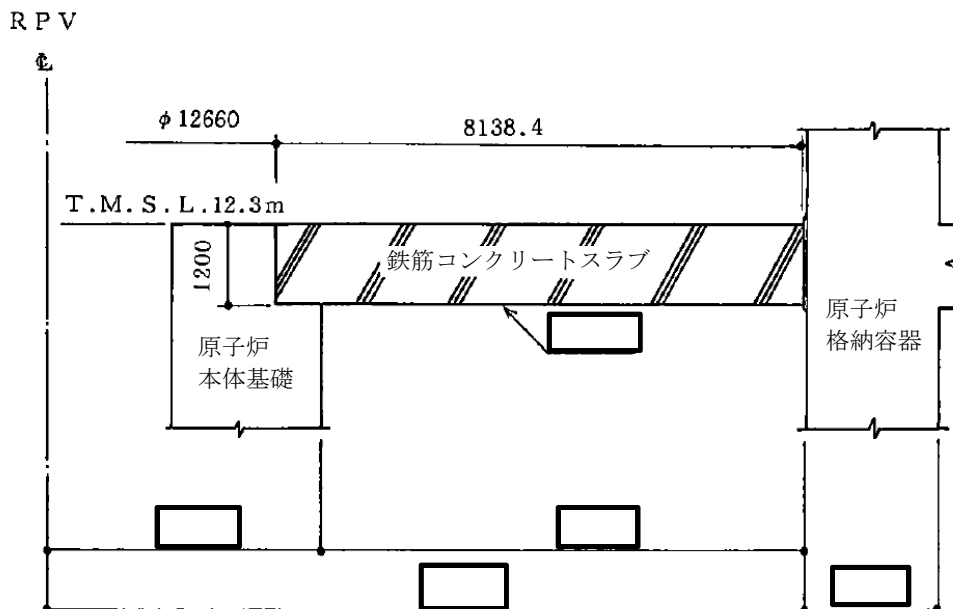 RPV
℄
φ12660
8138.4
T.M.S.L.12.3m
1200
鉄筋コンクリートスラブ
原子炉
本体基礎
原子炉
格納容器